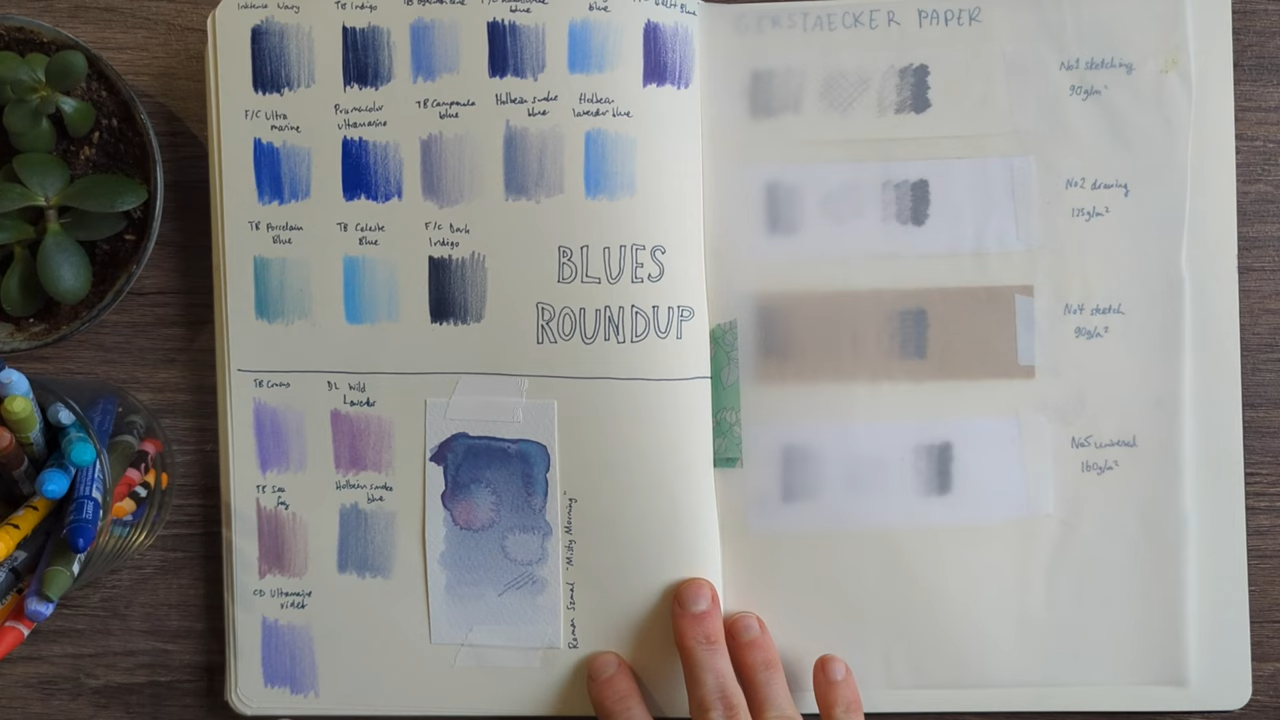 Inktense Navy
TB Indigo
F/C Ultra
marine
Prismacolor
ultramarine
TB Campanula
blue
Holbein smoke
blue
Holbein
lavender blue
TB Porcelain
Blue
TB Celeste
Blue
F/C Dark
Indigo
BLUES
ROUNDUP
TB Crocus
DL Wild
Lavender
TB Sea
fog
Holbein smoke
blue
CD Ultramarine
violet
Roman Szmal "Misty Morning"
GERSTAECKER PAPER
No1 sketching
90g/m²
No2 drawing
125g/m²
No4 sketch
90g/m²
No5 universal
160g/m²